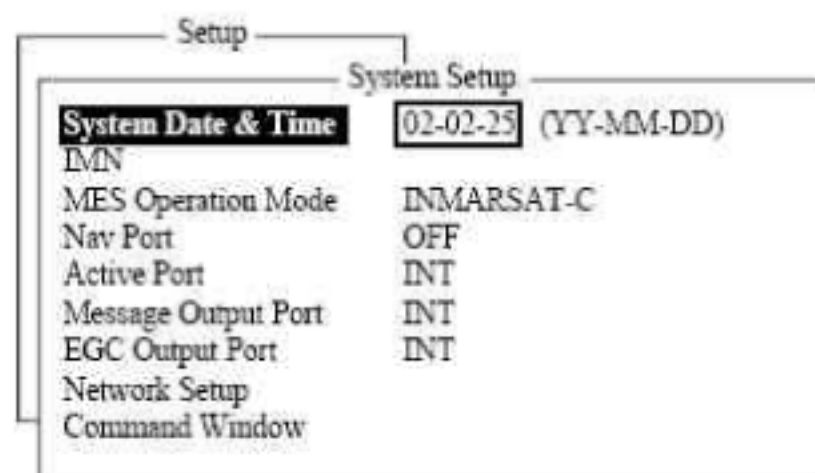 Setup
System Setup
System Date & Time 02-02-25 (YY-MM-DD)
IMN
MES Operation Mode INMARSAT-C
Nav Port OFF
Active Port INT
Message Output Port INT
EGC Output Port INT
Network Setup
Command Window